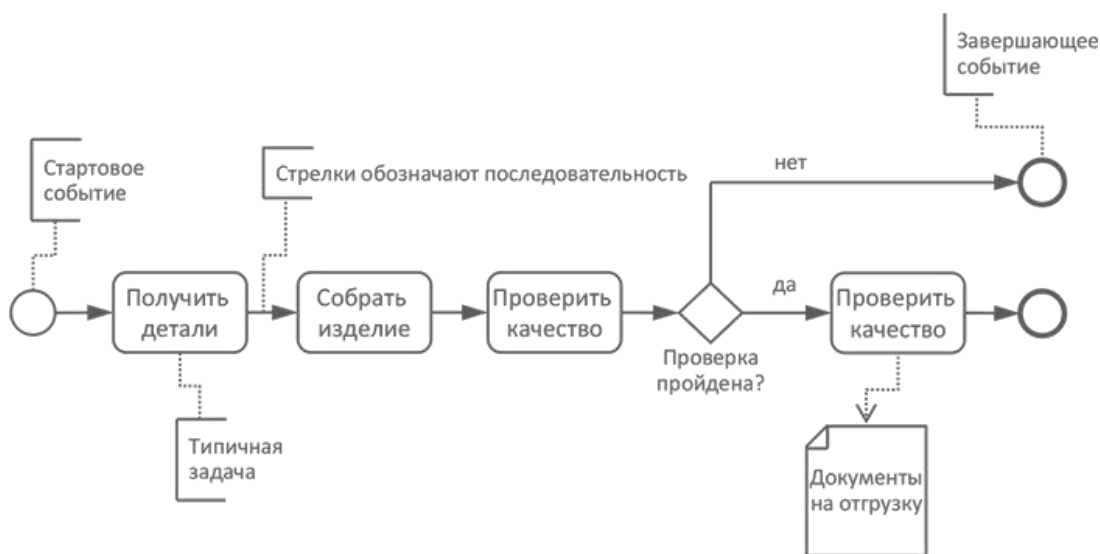 Завершающее
событие
Стартовое
событие
Стрелки обозначают последовательность
нет
Получить
детали
Собрать
изделие
Проверить
качество
да
Проверить
качество
Проверка
пройдена?
Типичная
задача
Документы
на отгрузку